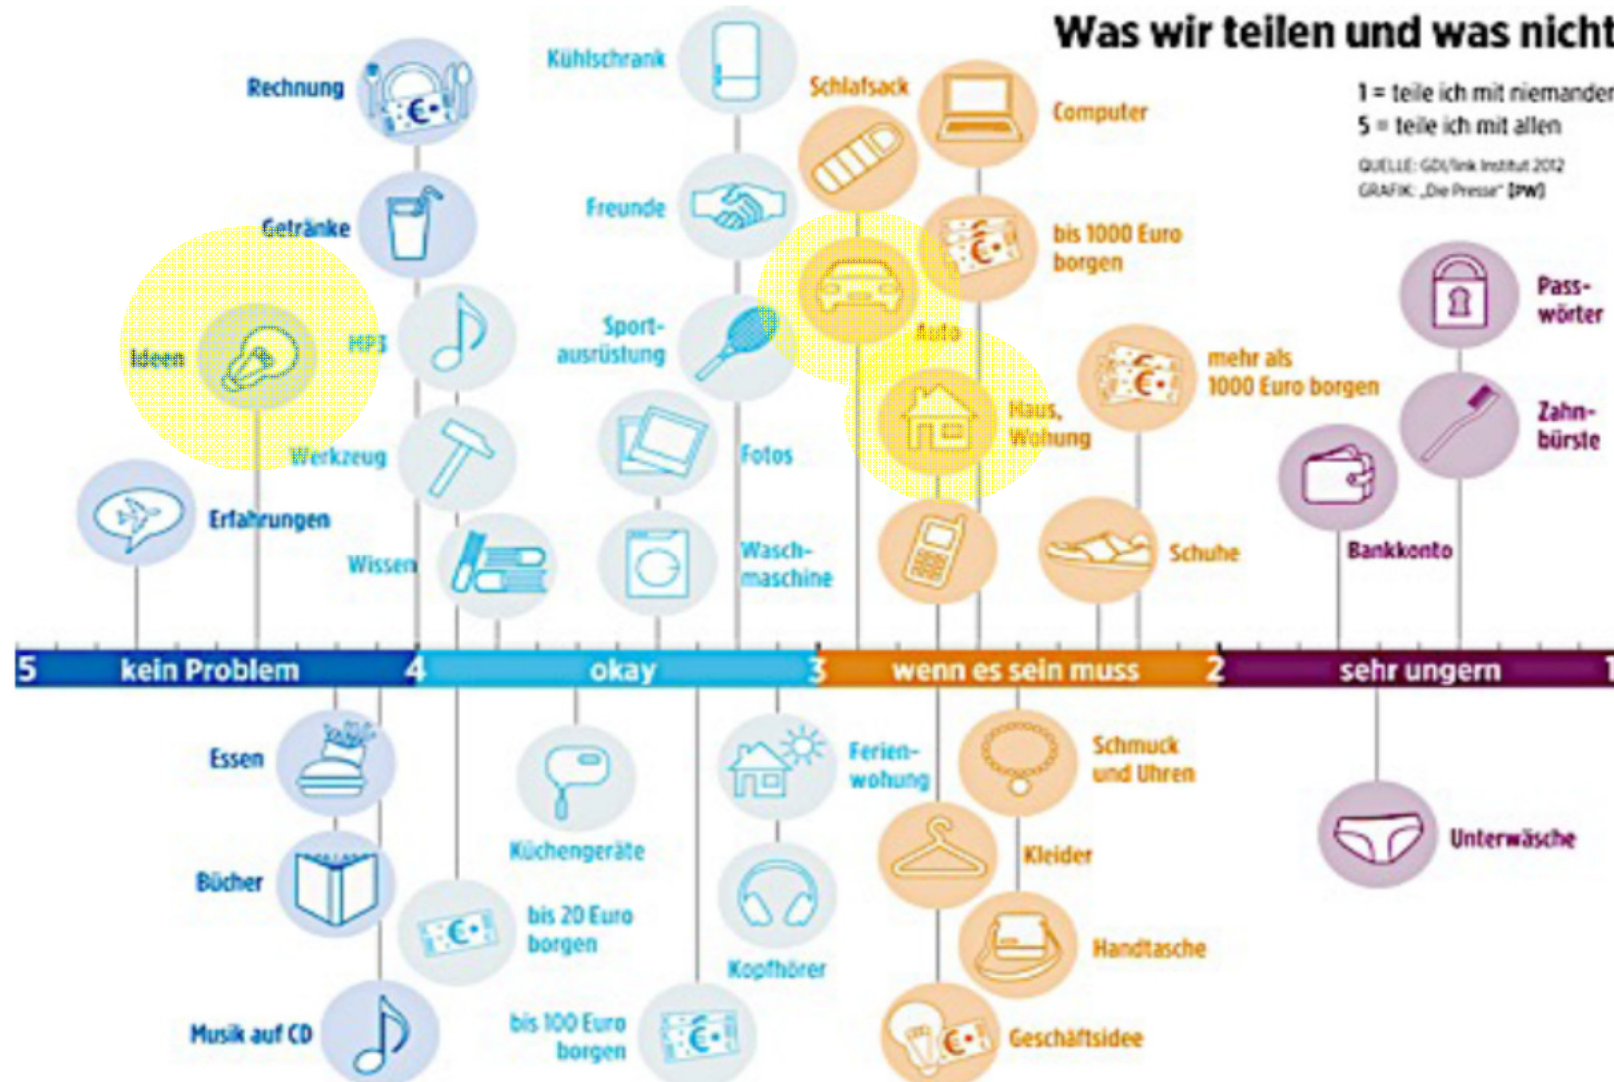 Was wir teilen und was nicht
1 = teile ich mit niemanden
5 = teile ich mit allen
QUELLE: GDI/link Institut 2012
GRAFIK: „Die Presse" [PW]
Rechnung
Getränke
Ideen
Erfahrungen
MP3
Werkzeug
Wissen
Kühlschrank
Freunde
Sport-
ausrüstung
Fotos
Wasch-
maschine
Schlafsack
Computer
bis 1000 Euro
borgen
Auto
Haus,
Wohung
mehr als
1000 Euro borgen
Schuhe
Pass-
wörter
Zahn-
bürste
Bankkonto
5 kein Problem 4 okay 3 wenn es sein muss 2 sehr ungern 1
Essen
Bücher
Musik auf CD
Küchengeräte
bis 20 Euro
borgen
bis 100 Euro
borgen
Ferien-
wohung
Kopfhörer
Schmuck
und Uhren
Kleider
Handtasche
Geschäftsidee
Unterwäsche